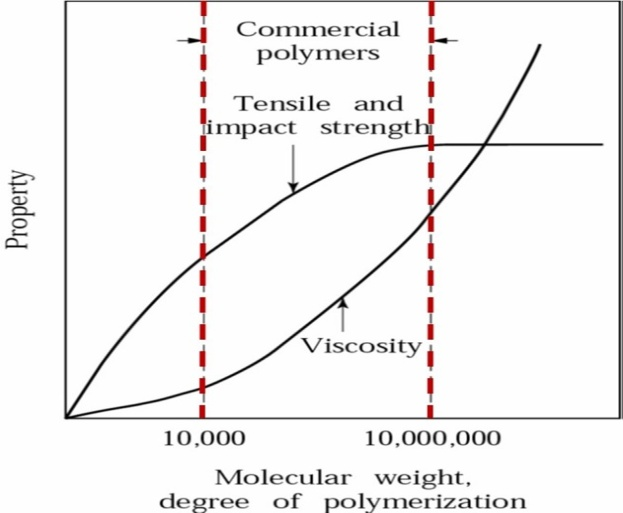 Commercial
polymers
Tensile and
impact strength
Property
Viscosity
10,000
10,000,000
Molecular weight,
degree of polymerization